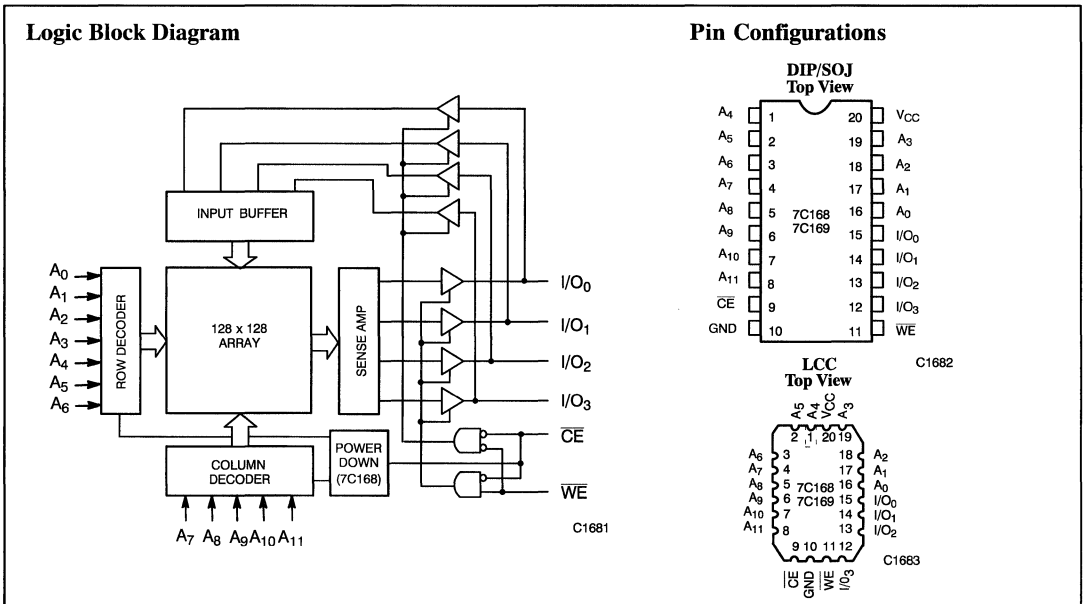 Logic Block Diagram
INPUT BUFFER
A0
A1
A2
A3
A4
A5
A6
ROW DECODER
128 x 128
ARRAY
SENSE AMP
I/O0
I/O1
I/O2
I/O3
CE
WE
COLUMN
DECODER
POWER
DOWN
(7C168)
A7 A8 A9 A10 A11
C1681
Pin Configurations
DIP/SOJ
Top View
A4 1 20 VCC
A5 2 19 A3
A6 3 18 A2
A7 4 17 A1
A8 5 7C168 16 A0
A9 6 7C169 15 I/O0
A10 7 14 I/O1
A11 8 13 I/O2
CE 9 12 I/O3
GND 10 11 WE
C1682
LCC
Top View
A5 A4 VCC A3
2 1 20 19
A6 3 18 A2
A7 4 17 A1
A8 5 7C168 16 A0
A9 6 7C169 15 I/O0
A10 7 14 I/O1
A11 8 13 I/O2
9 10 11 12
CE GND WE I/O3
C1683